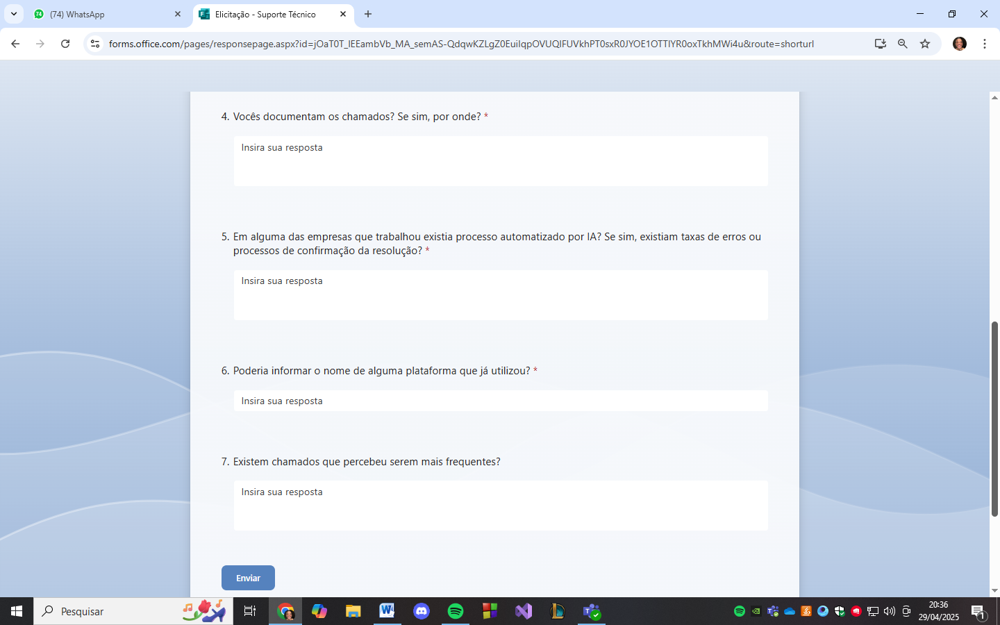 (74) WhatsApp
Elicitação - Suporte Técnico
forms.office.com/pages/responsepage.aspx?id=jOaT0T_lEEambVb_MA_semAS-QdqwKZLgZ0EuilqpOVUQlFUVkhPT0sxR0JYOE1OTTlYR0oxTkhMWi4u&route=shorturl
4. Vocês documentam os chamados? Se sim, por onde? *
Insira sua resposta
5. Em alguma das empresas que trabalhou existia processo automatizado por IA? Se sim, existiam taxas de erros ou
processos de confirmação da resolução? *
Insira sua resposta
6. Poderia informar o nome de alguma plataforma que já utilizou? *
Insira sua resposta
7. Existem chamados que percebeu serem mais frequentes?
Insira sua resposta
Enviar
Pesquisar
20:36
29/04/2025
1